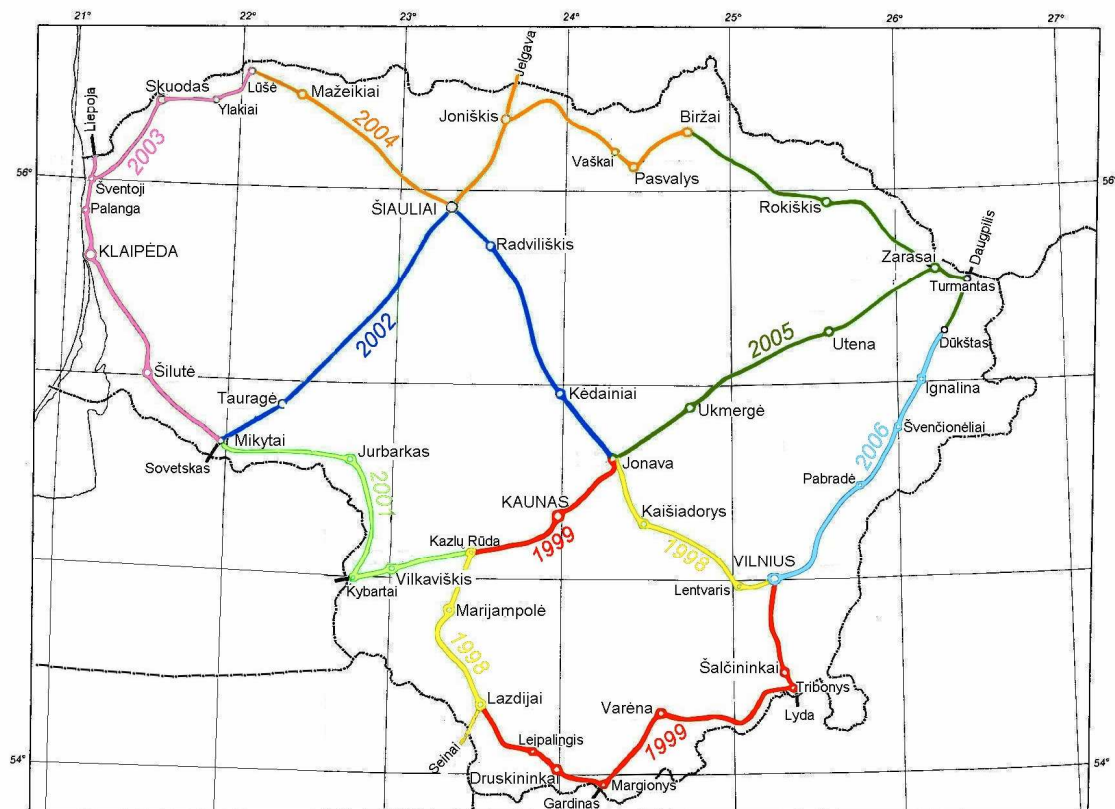 21°
22°
23°
24°
25°
26°
27°
Jelgava
Liepoja
Skuodas
Lūšė
Ylakiai
Mažeikiai
2004
2003
Joniškis
Biržai
Vaškai
Pasvalys
56°
56°
Šventoji
Palanga
ŠIAULIAI
Rokiškis
Radviliškis
KLAIPĖDA
Zarasai
Daugpilis
Turmantas
2002
2005
Utena
Dūkštas
Šilutė
Tauragė
Kėdainiai
Ignalina
Ukmergė
Švenčionėliai
2006
Mikytai
Sovetskas
Jurbarkas
Jonava
Pabradė
2001
KAUNAS
Kaišiadorys
Kazlų Rūda
1999
1998
VILNIUS
Kybartai
Vilkaviškis
Lentvaris
Marijampolė
1998
Šalčininkai
Tribonys
Lazdijai
Varėna
Lyda
1999
Seinai
Leipalingis
54°
54°
Druskininkai
Margionys
Gardinas